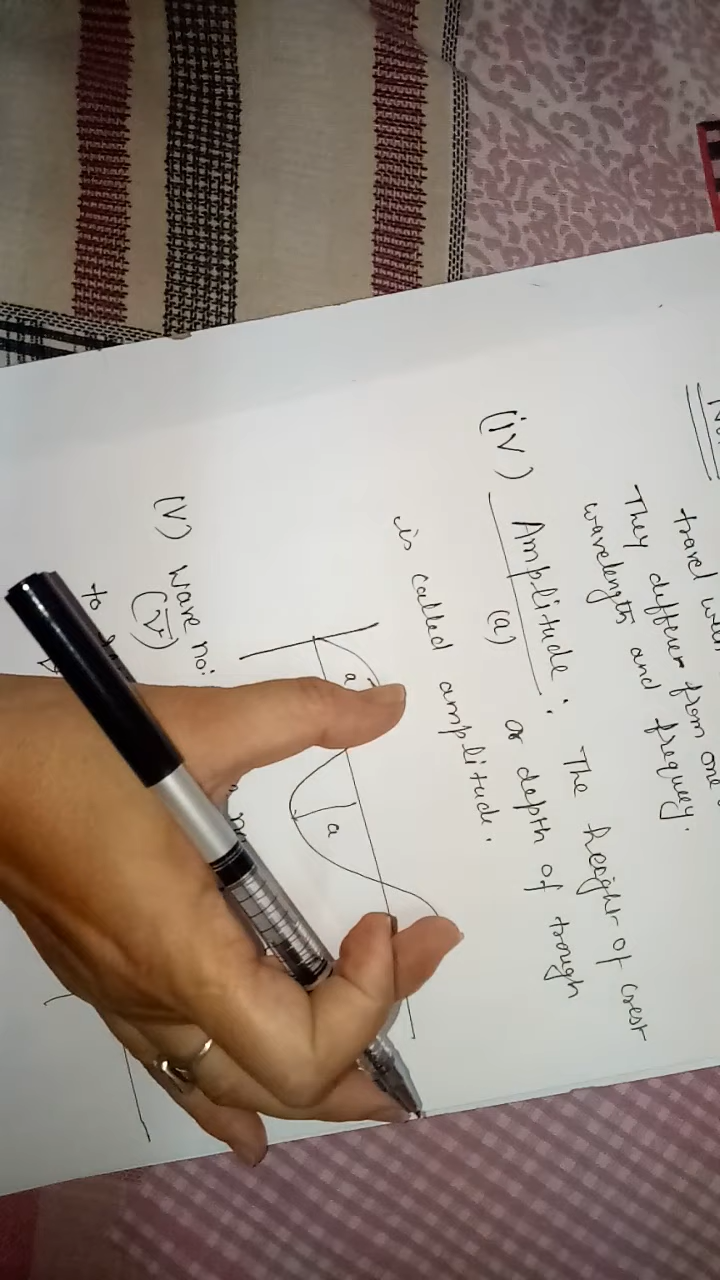 travel with
They differ from one
wavelength and frequency.
(iv) Amplitude : The height of crest
(a) or depth of trough
is called amplitude.
a
a
(v) Wave no:
(ν̅)
to